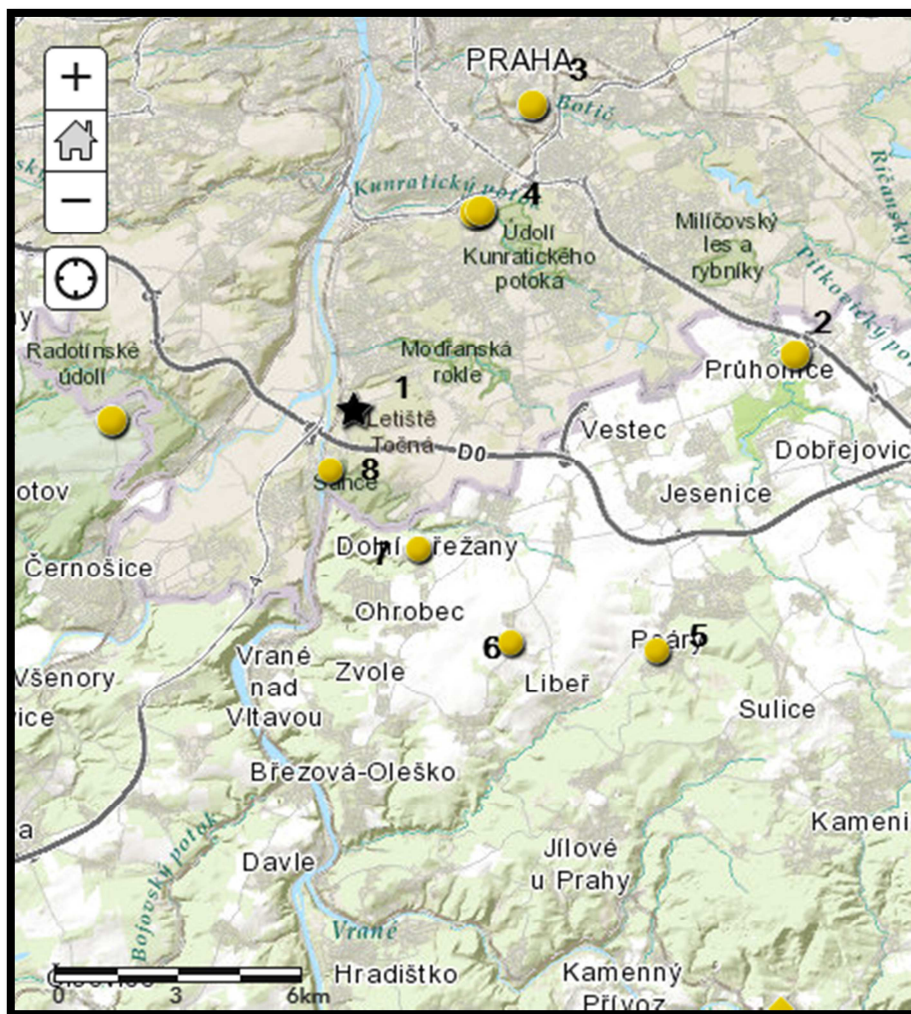 PRAHA
3
Botič
Kunratický potok
4
Údolí
Kunratického
potoka
Milíčovský
les a
rybníky
Říčanský p
Pitkovický po
2
Průhonice
Radotínské
údolí
Modřanská
rokle
1
Letiště
Točná
D0
Vestec
Dobřejovic
8
Jesenice
otov
Dolní Břežany
7
Černošice
4
Ohrobec
6
5
Psáry
Vrané
nad
Vltavou
Zvole
Libeř
Všenory
ice
Sulice
Březová-Oleško
Kameni
a
Bojovský potok
Davle
Jílové
u Prahy
Vrané
Hradištko
Kamenný
Přívoz
0 3 6km